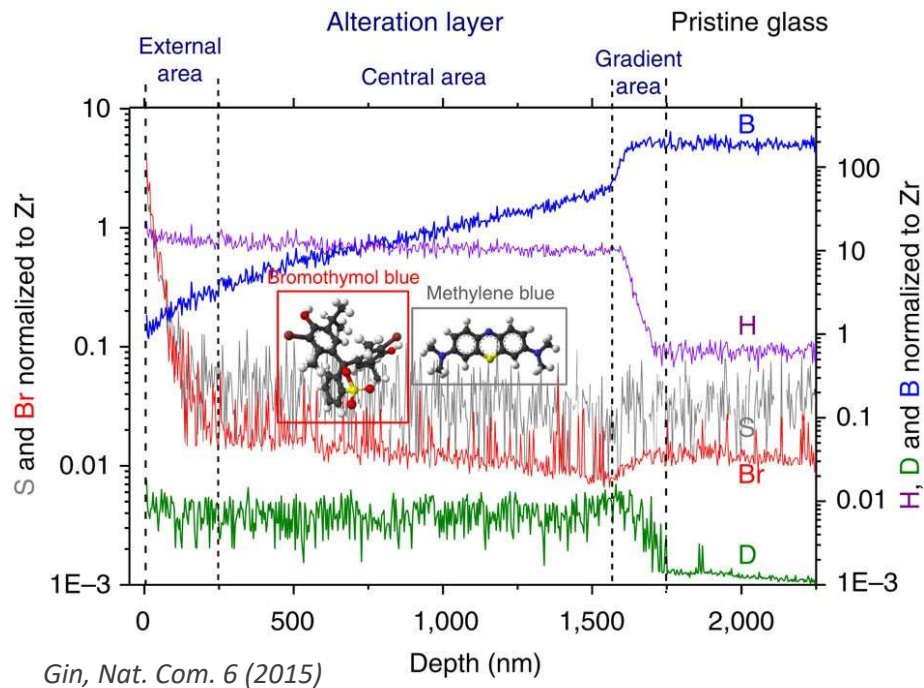 Alteration layer
Pristine glass
External
area
Central area
Gradient
area
S and Br normalized to Zr
10
1
0.1
0.01
1E–3
B
H
S
Br
D
Bromothymol blue
Methylene blue
100
10
1
0.1
0.01
1E–3
H, D and B normalized to Zr
0
500
1,000
1,500
2,000
Depth (nm)
Gin, Nat. Com. 6 (2015)